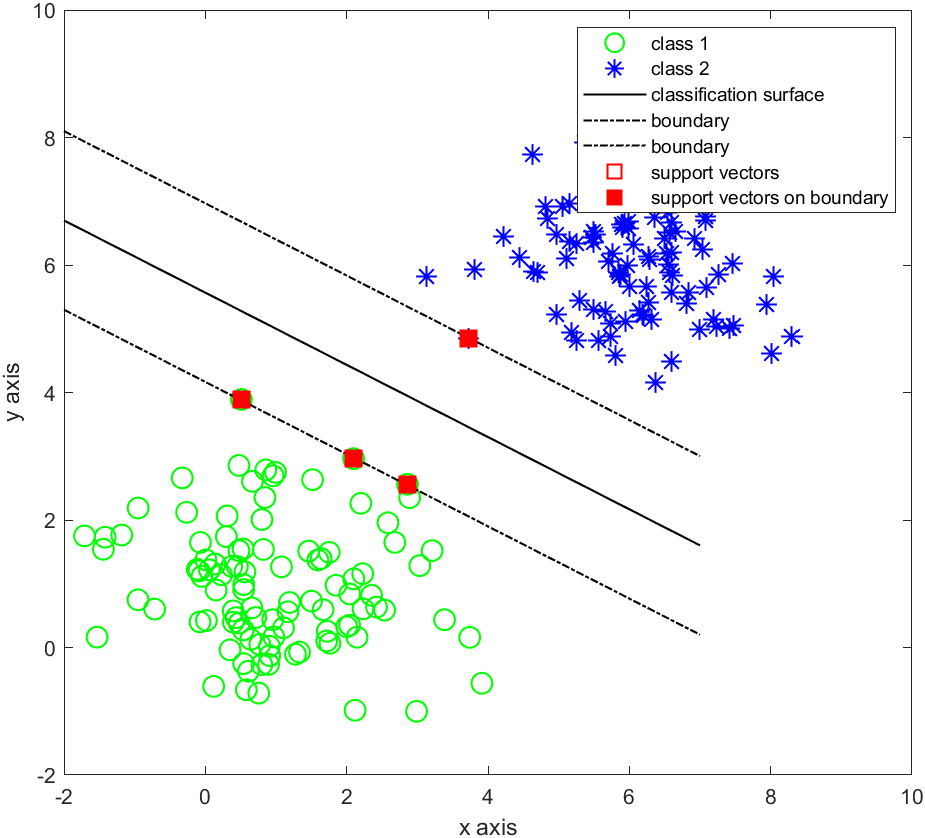 10
class 1
class 2
classification surface
boundary
boundary
support vectors
support vectors on boundary
8
6
4
2
0
-2
y axis
-2 0 2 4 6 8 10
x axis